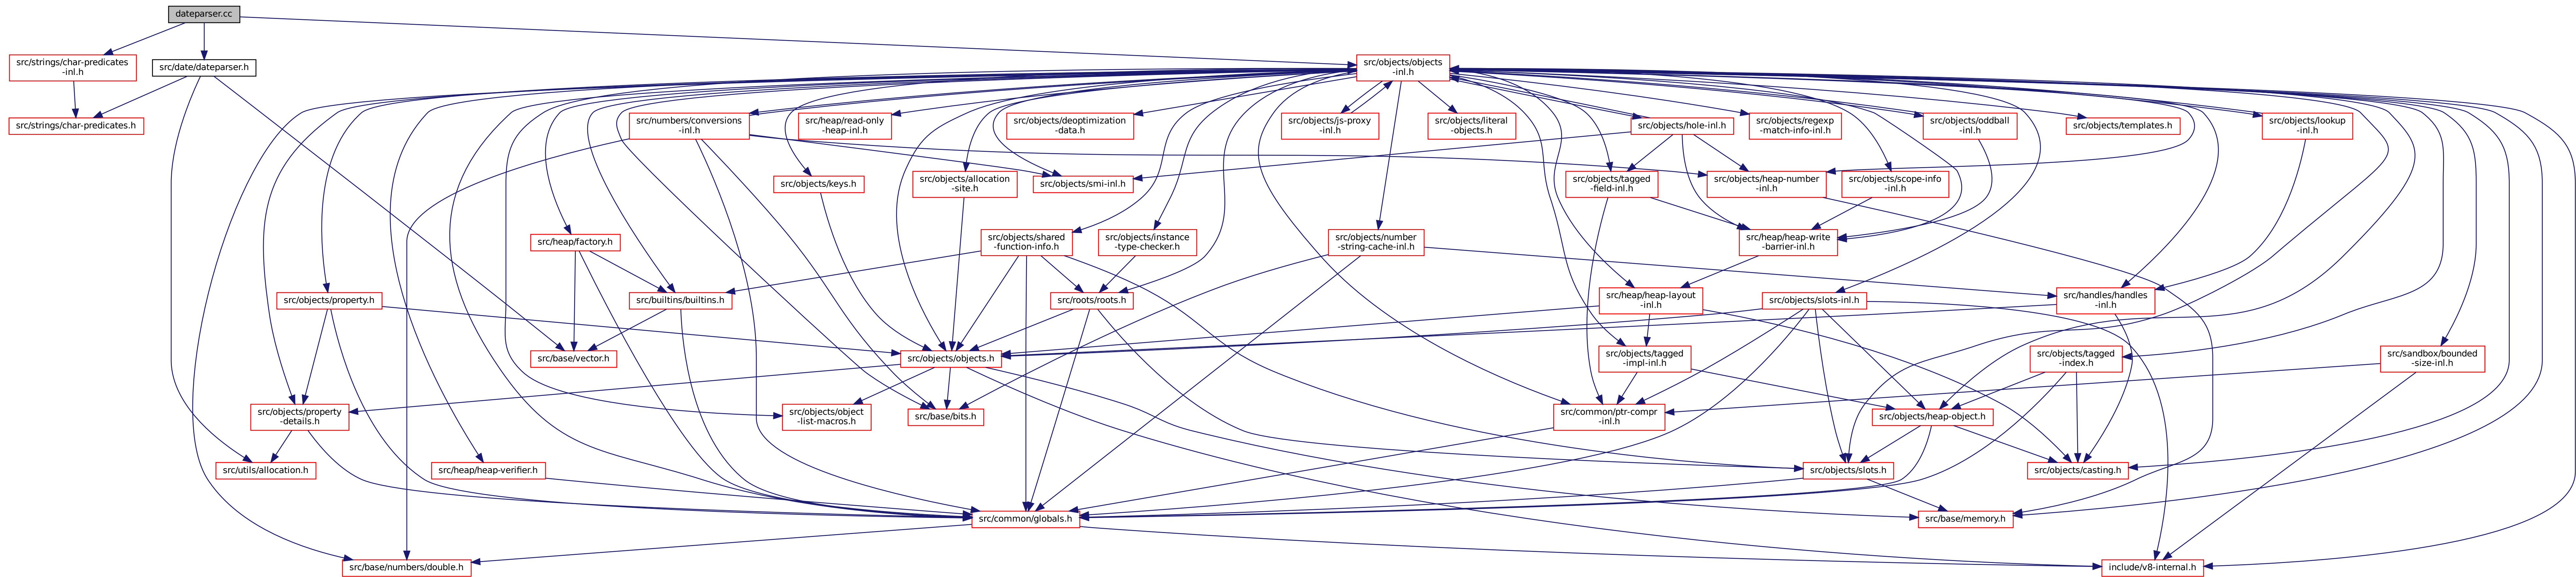 dateparser.cc
src/strings/char-predicates
-inl.h
src/date/dateparser.h
src/objects/objects
-inl.h
src/strings/char-predicates.h
src/numbers/conversions
-inl.h
src/heap/read-only
-heap-inl.h
src/objects/deoptimization
-data.h
src/objects/js-proxy
-inl.h
src/objects/literal
-objects.h
src/objects/hole-inl.h
src/objects/regexp
-match-info-inl.h
src/objects/oddball
-inl.h
src/objects/templates.h
src/objects/lookup
-inl.h
src/objects/keys.h
src/objects/allocation
-site.h
src/objects/smi-inl.h
src/objects/tagged
-field-inl.h
src/objects/heap-number
-inl.h
src/objects/scope-info
-inl.h
src/heap/factory.h
src/objects/shared
-function-info.h
src/objects/instance
-type-checker.h
src/objects/number
-string-cache-inl.h
src/heap/heap-write
-barrier-inl.h
src/objects/property.h
src/builtins/builtins.h
src/roots/roots.h
src/heap/heap-layout
-inl.h
src/objects/slots-inl.h
src/handles/handles
-inl.h
src/base/vector.h
src/objects/objects.h
src/objects/tagged
-impl-inl.h
src/objects/tagged
-index.h
src/sandbox/bounded
-size-inl.h
src/objects/property
-details.h
src/objects/object
-list-macros.h
src/base/bits.h
src/common/ptr-compr
-inl.h
src/objects/heap-object.h
src/utils/allocation.h
src/heap/heap-verifier.h
src/objects/slots.h
src/objects/casting.h
src/common/globals.h
src/base/memory.h
src/base/numbers/double.h
include/v8-internal.h